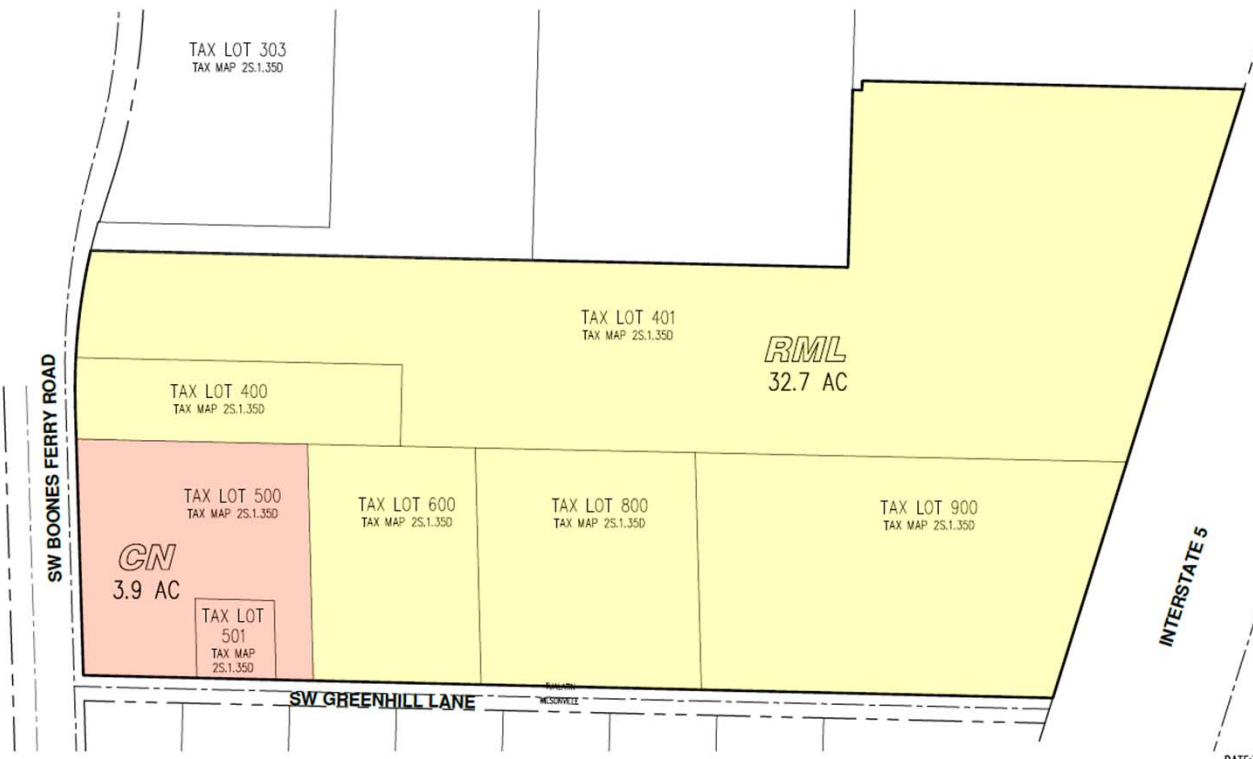 TAX LOT 303
TAX MAP 2S.1.35D
TAX LOT 401
TAX MAP 2S.1.35D
RML
32.7 AC
TAX LOT 400
TAX MAP 2S.1.35D
SW BOONES FERRY ROAD
TAX LOT 500
TAX MAP 2S.1.35D
TAX LOT 600
TAX MAP 2S.1.35D
TAX LOT 800
TAX MAP 2S.1.35D
TAX LOT 900
TAX MAP 2S.1.35D
CN
3.9 AC
TAX LOT
501
TAX MAP
2S.1.35D
INTERSTATE 5
SW GREENHILL LANE
TUALATIN
WILSONVILLE